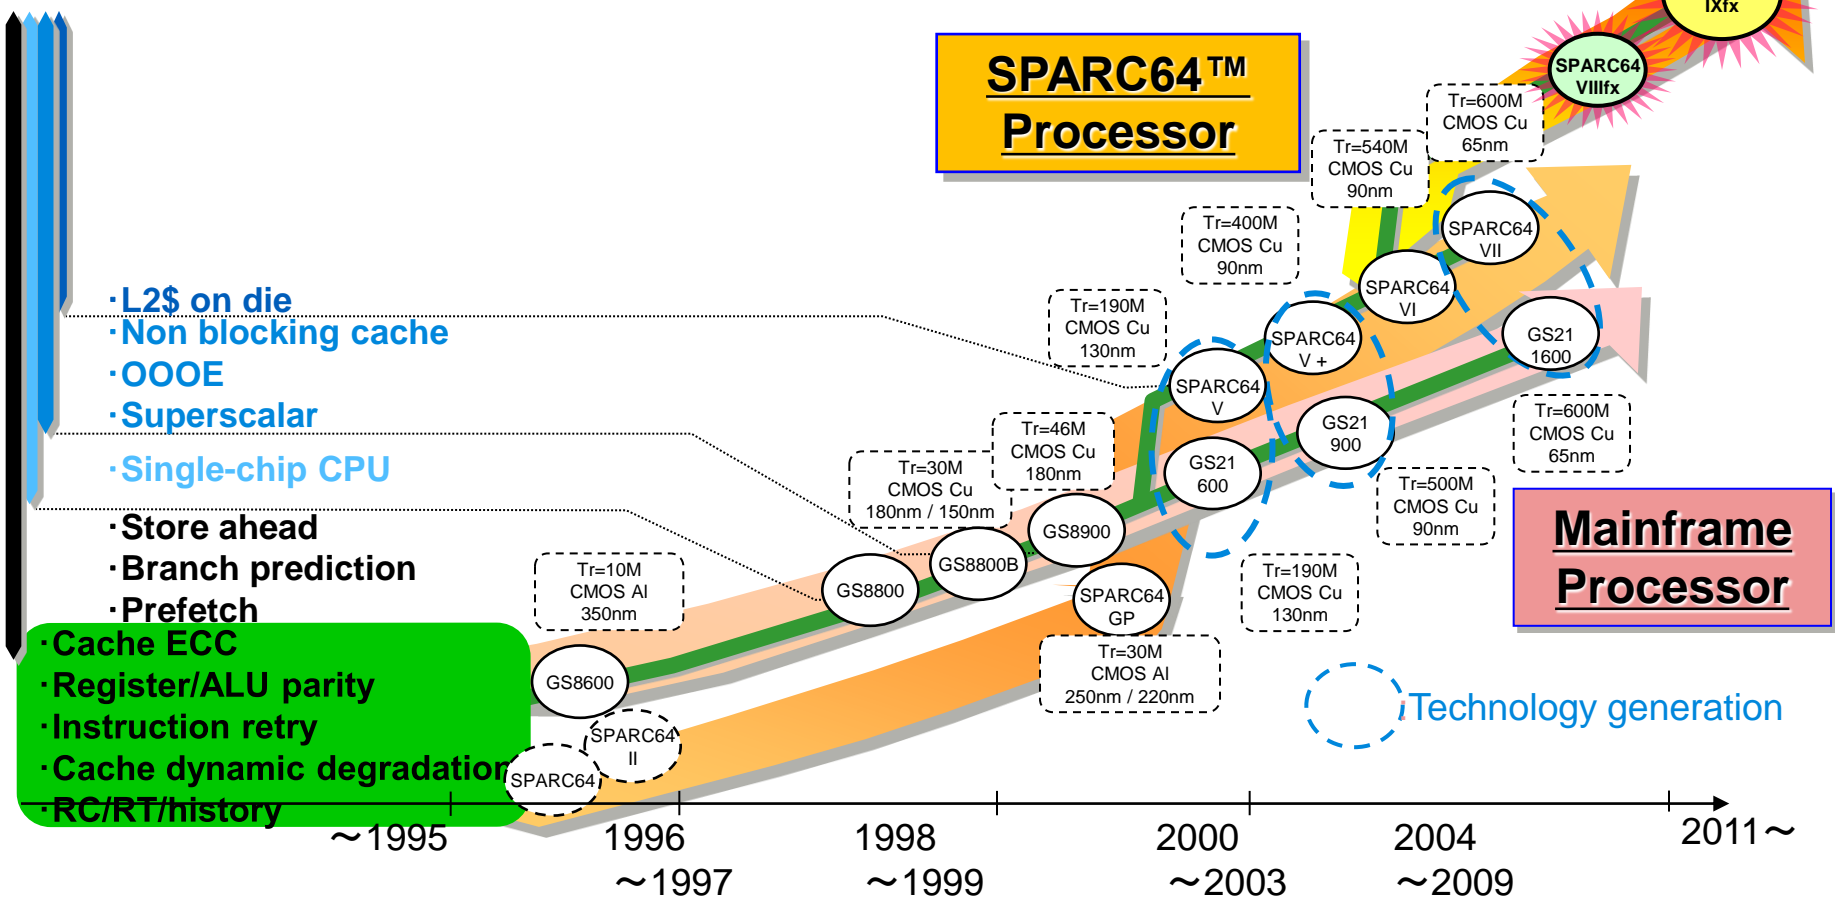 IXfx
SPARC64
VIIIfx
SPARC64™
Processor
Tr=600M
CMOS Cu
65nm
Tr=540M
CMOS Cu
90nm
Tr=400M
CMOS Cu
90nm
SPARC64
VII
SPARC64
VI
Tr=190M
CMOS Cu
130nm
SPARC64
V +
SPARC64
V
GS21
1600
·L2$ on die
·Non blocking cache
·OOOE
·Superscalar
·Single-chip CPU
·Store ahead
·Branch prediction
·Prefetch
·Cache ECC
·Register/ALU parity
·Instruction retry
·Cache dynamic degradation
·RC/RT/history
Tr=46M
CMOS Cu
180nm
Tr=30M
CMOS Cu
180nm / 150nm
GS21
900
GS21
600
Tr=600M
CMOS Cu
65nm
Tr=500M
CMOS Cu
90nm
Mainframe
Processor
GS8900
GS8800B
GS8800
Tr=10M
CMOS Al
350nm
SPARC64
GP
Tr=190M
CMOS Cu
130nm
Tr=30M
CMOS Al
250nm / 220nm
GS8600
SPARC64
II
SPARC64
Technology generation
～1995
1996
～1997
1998
～1999
2000
～2003
2004
～2009
2011～